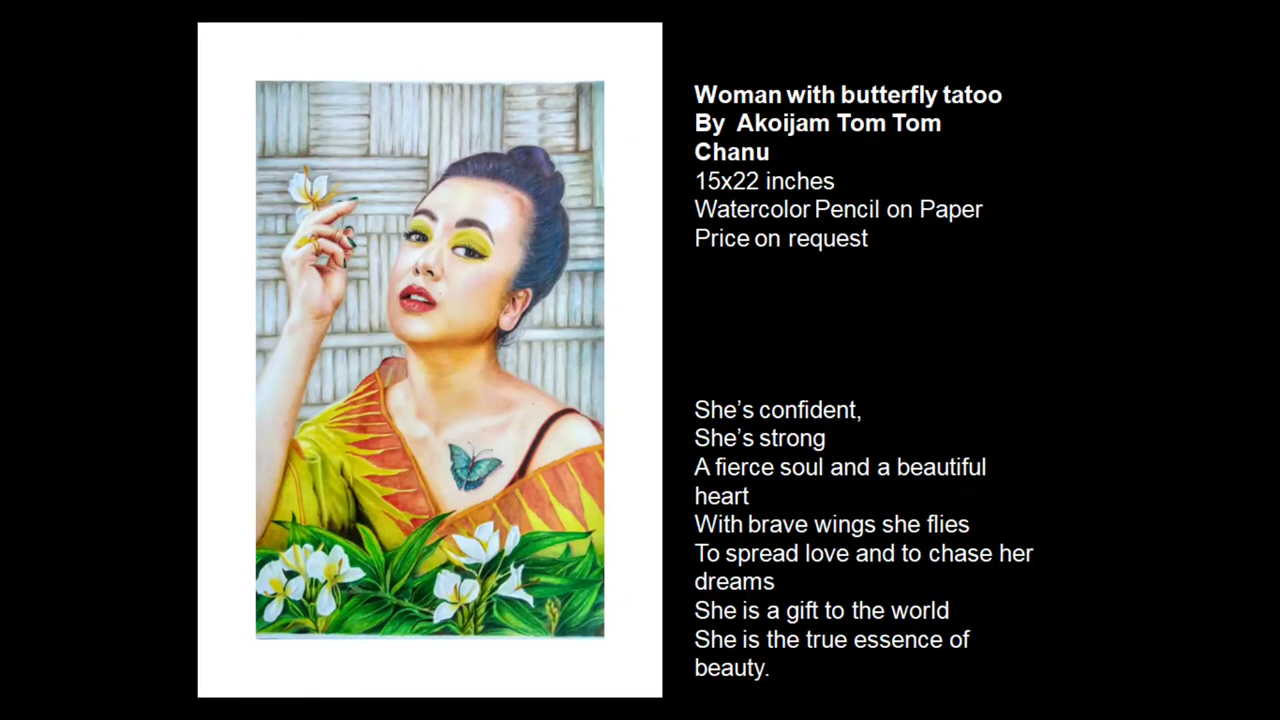 Woman with butterfly tatoo
By Akoijam Tom Tom
Chanu
15x22 inches
Watercolor Pencil on Paper
Price on request
She’s confident,
She’s strong
A fierce soul and a beautiful
heart
With brave wings she flies
To spread love and to chase her
dreams
She is a gift to the world
She is the true essence of
beauty.